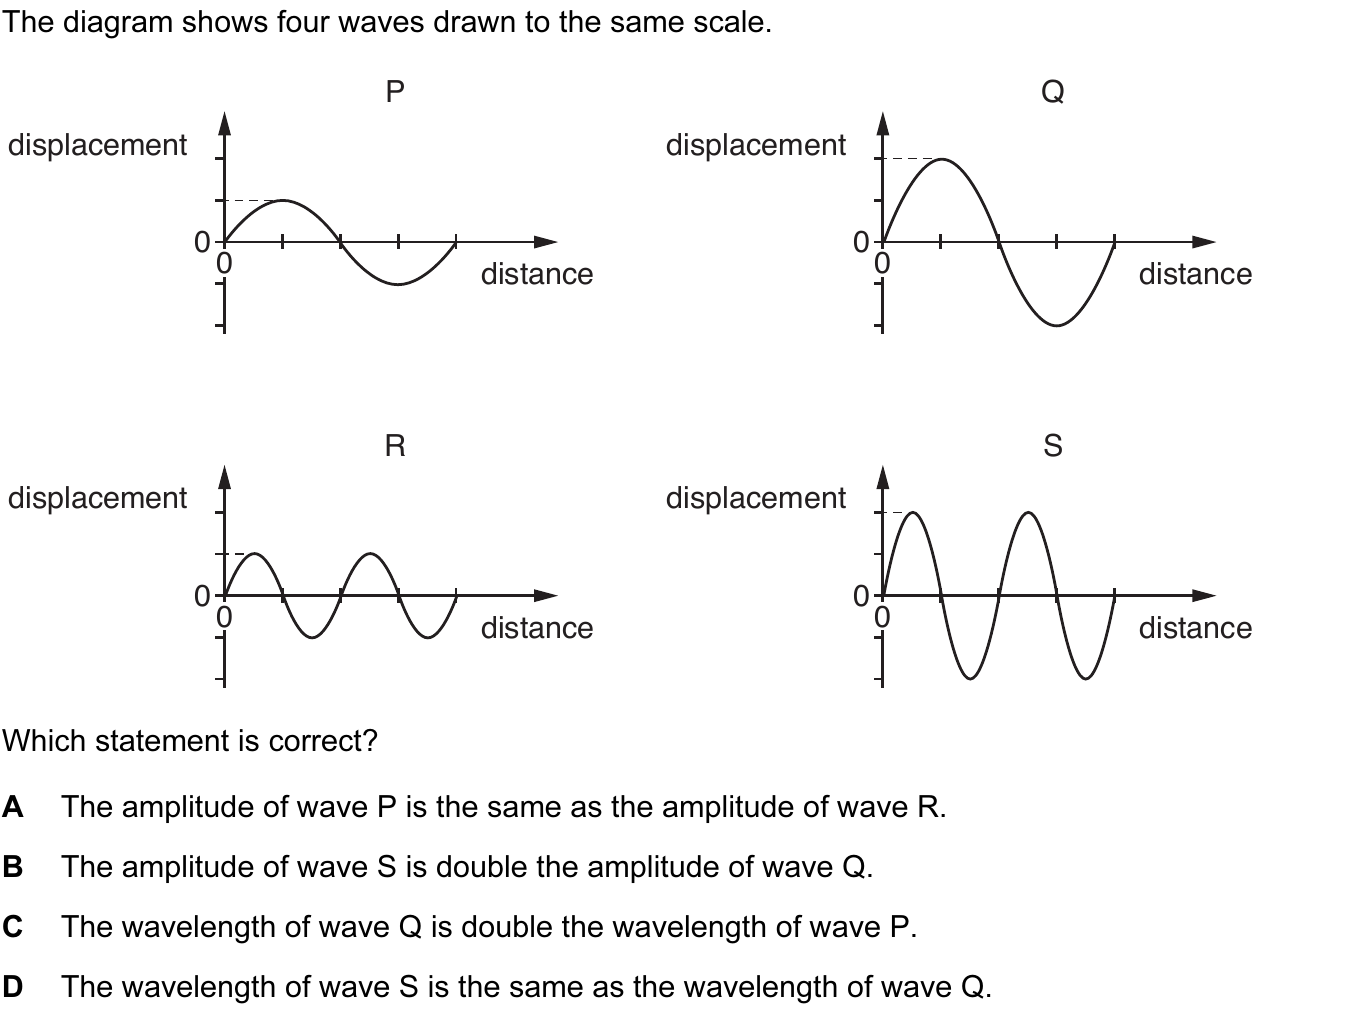 The diagram shows four waves drawn to the same scale.
P
displacement
0
0
distance
Q
displacement
0
0
distance
R
displacement
0
0
distance
S
displacement
0
0
distance
Which statement is correct?
A The amplitude of wave P is the same as the amplitude of wave R.
B The amplitude of wave S is double the amplitude of wave Q.
C The wavelength of wave Q is double the wavelength of wave P.
D The wavelength of wave S is the same as the wavelength of wave Q.